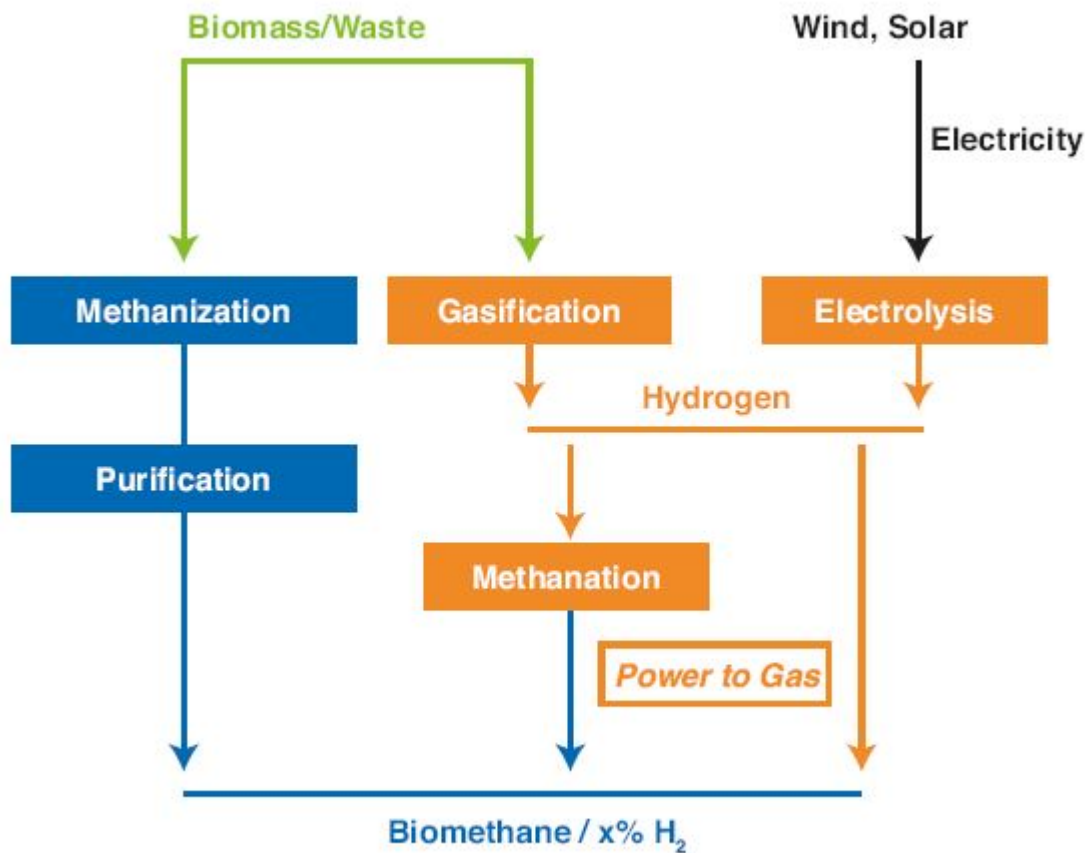 Biomass/Waste
Wind, Solar
Electricity
Methanization
Gasification
Electrolysis
Hydrogen
Purification
Methanation
Power to Gas
Biomethane / x% H₂